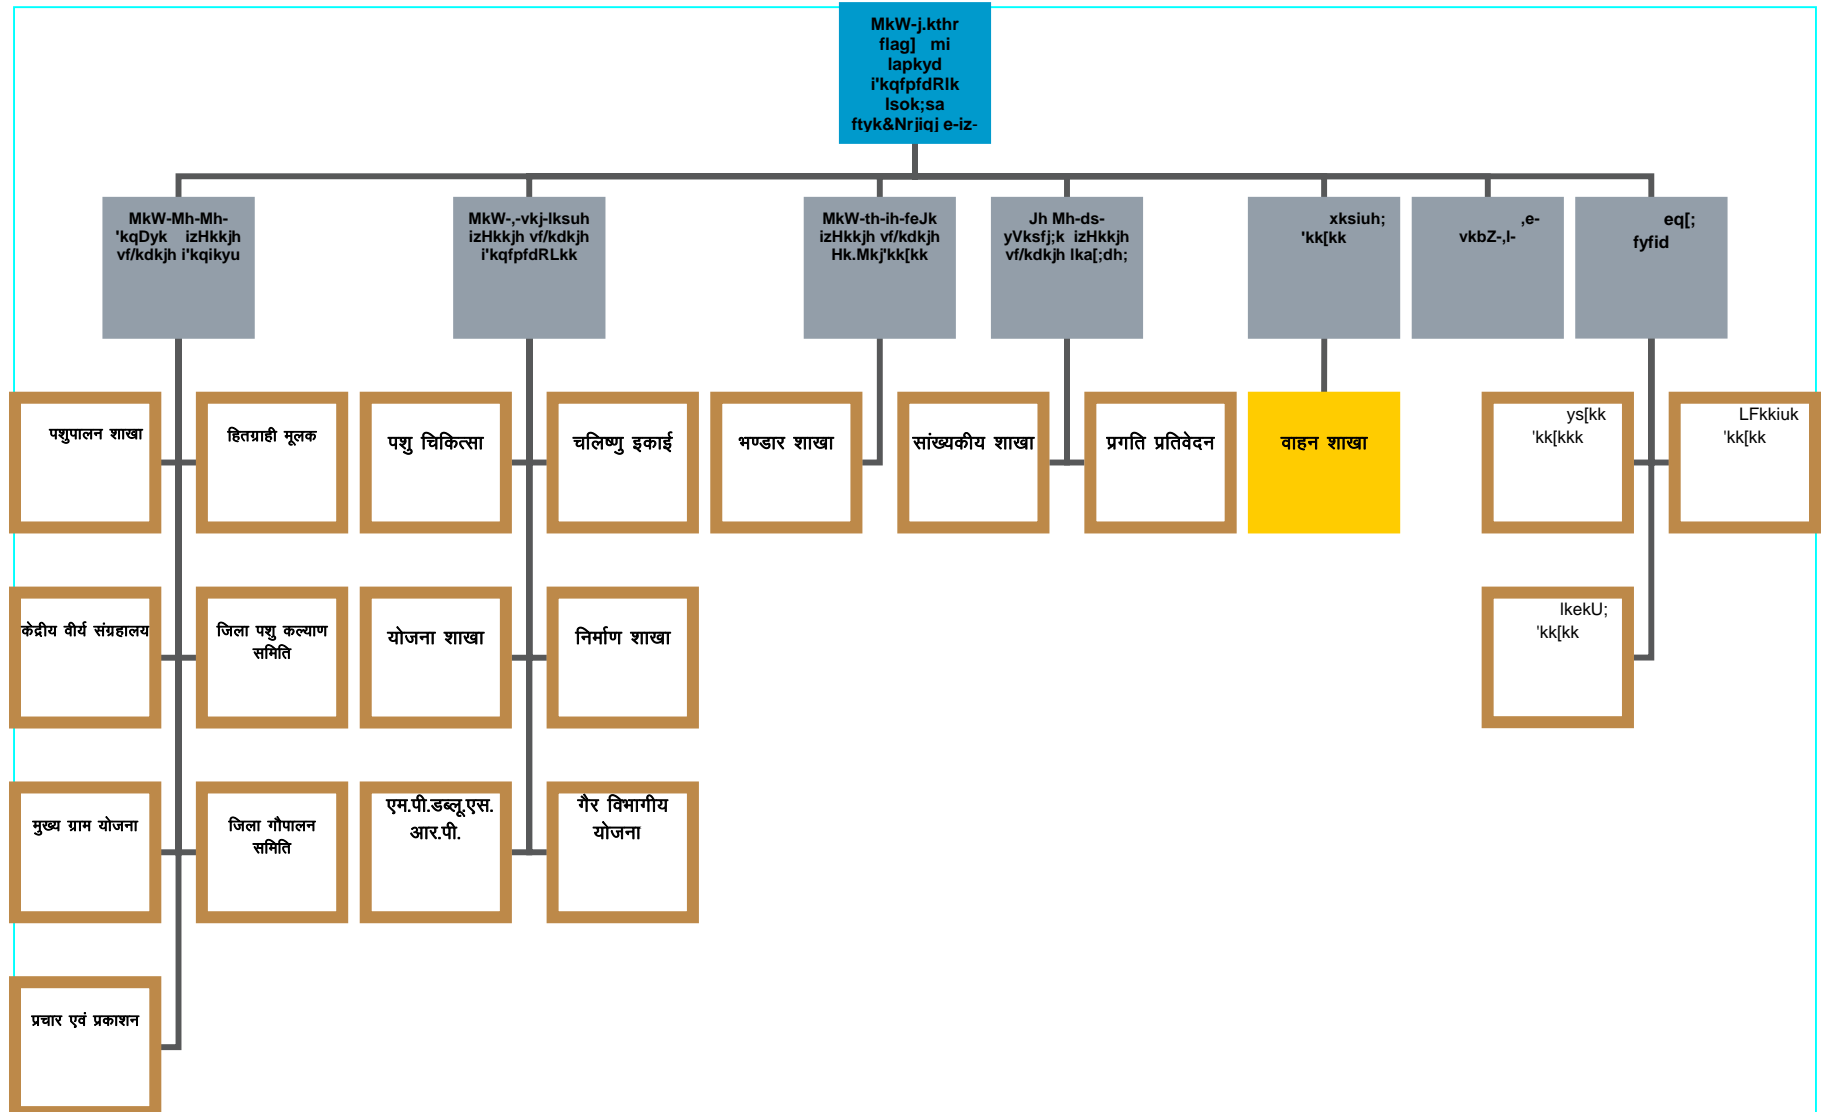 MkW-j.kthr
flag] mi
lapkyd
i'kqfpfdRlk
lsok;sa
ftyk&Nrjiqj e-iz-
MkW-Mh-Mh-
'kqDyk izHkkjh
vf/kdkjh i'kqikyu
MkW-,-vkj-lksuh
izHkkjh vf/kdkjh
i'kqfpfdRLkk
MkW-th-ih-feJk
izHkkjh vf/kdkjh
Hk.Mkj'kk[kk
Jh Mh-ds-
yVksfj;k izHkkjh
vf/kdkjh lka[;dh;
xksiuh;
'kk[kk
,e-
vkbZ-,l-
eq[;
fyfid
पशुपालन शाखा
हितग्राही मूलक
पशु चिकित्सा
चलिष्णु इकाई
भण्डार शाखा
सांख्यकीय शाखा
प्रगति प्रतिवेदन
वाहन शाखा
ys[kk
'kk[kkk
LFkkiuk
'kk[kk
केद्रीय वीर्य संग्रहालय
जिला पशु कल्याण
समिति
योजना शाखा
निर्माण शाखा
lkekU;
'kk[kk
मुख्य ग्राम योजना
जिला गौपालन
समिति
एम.पी.डब्लू.एस.
आर.पी.
गैर विभागीय
योजना
प्रचार एवं प्रकाशन